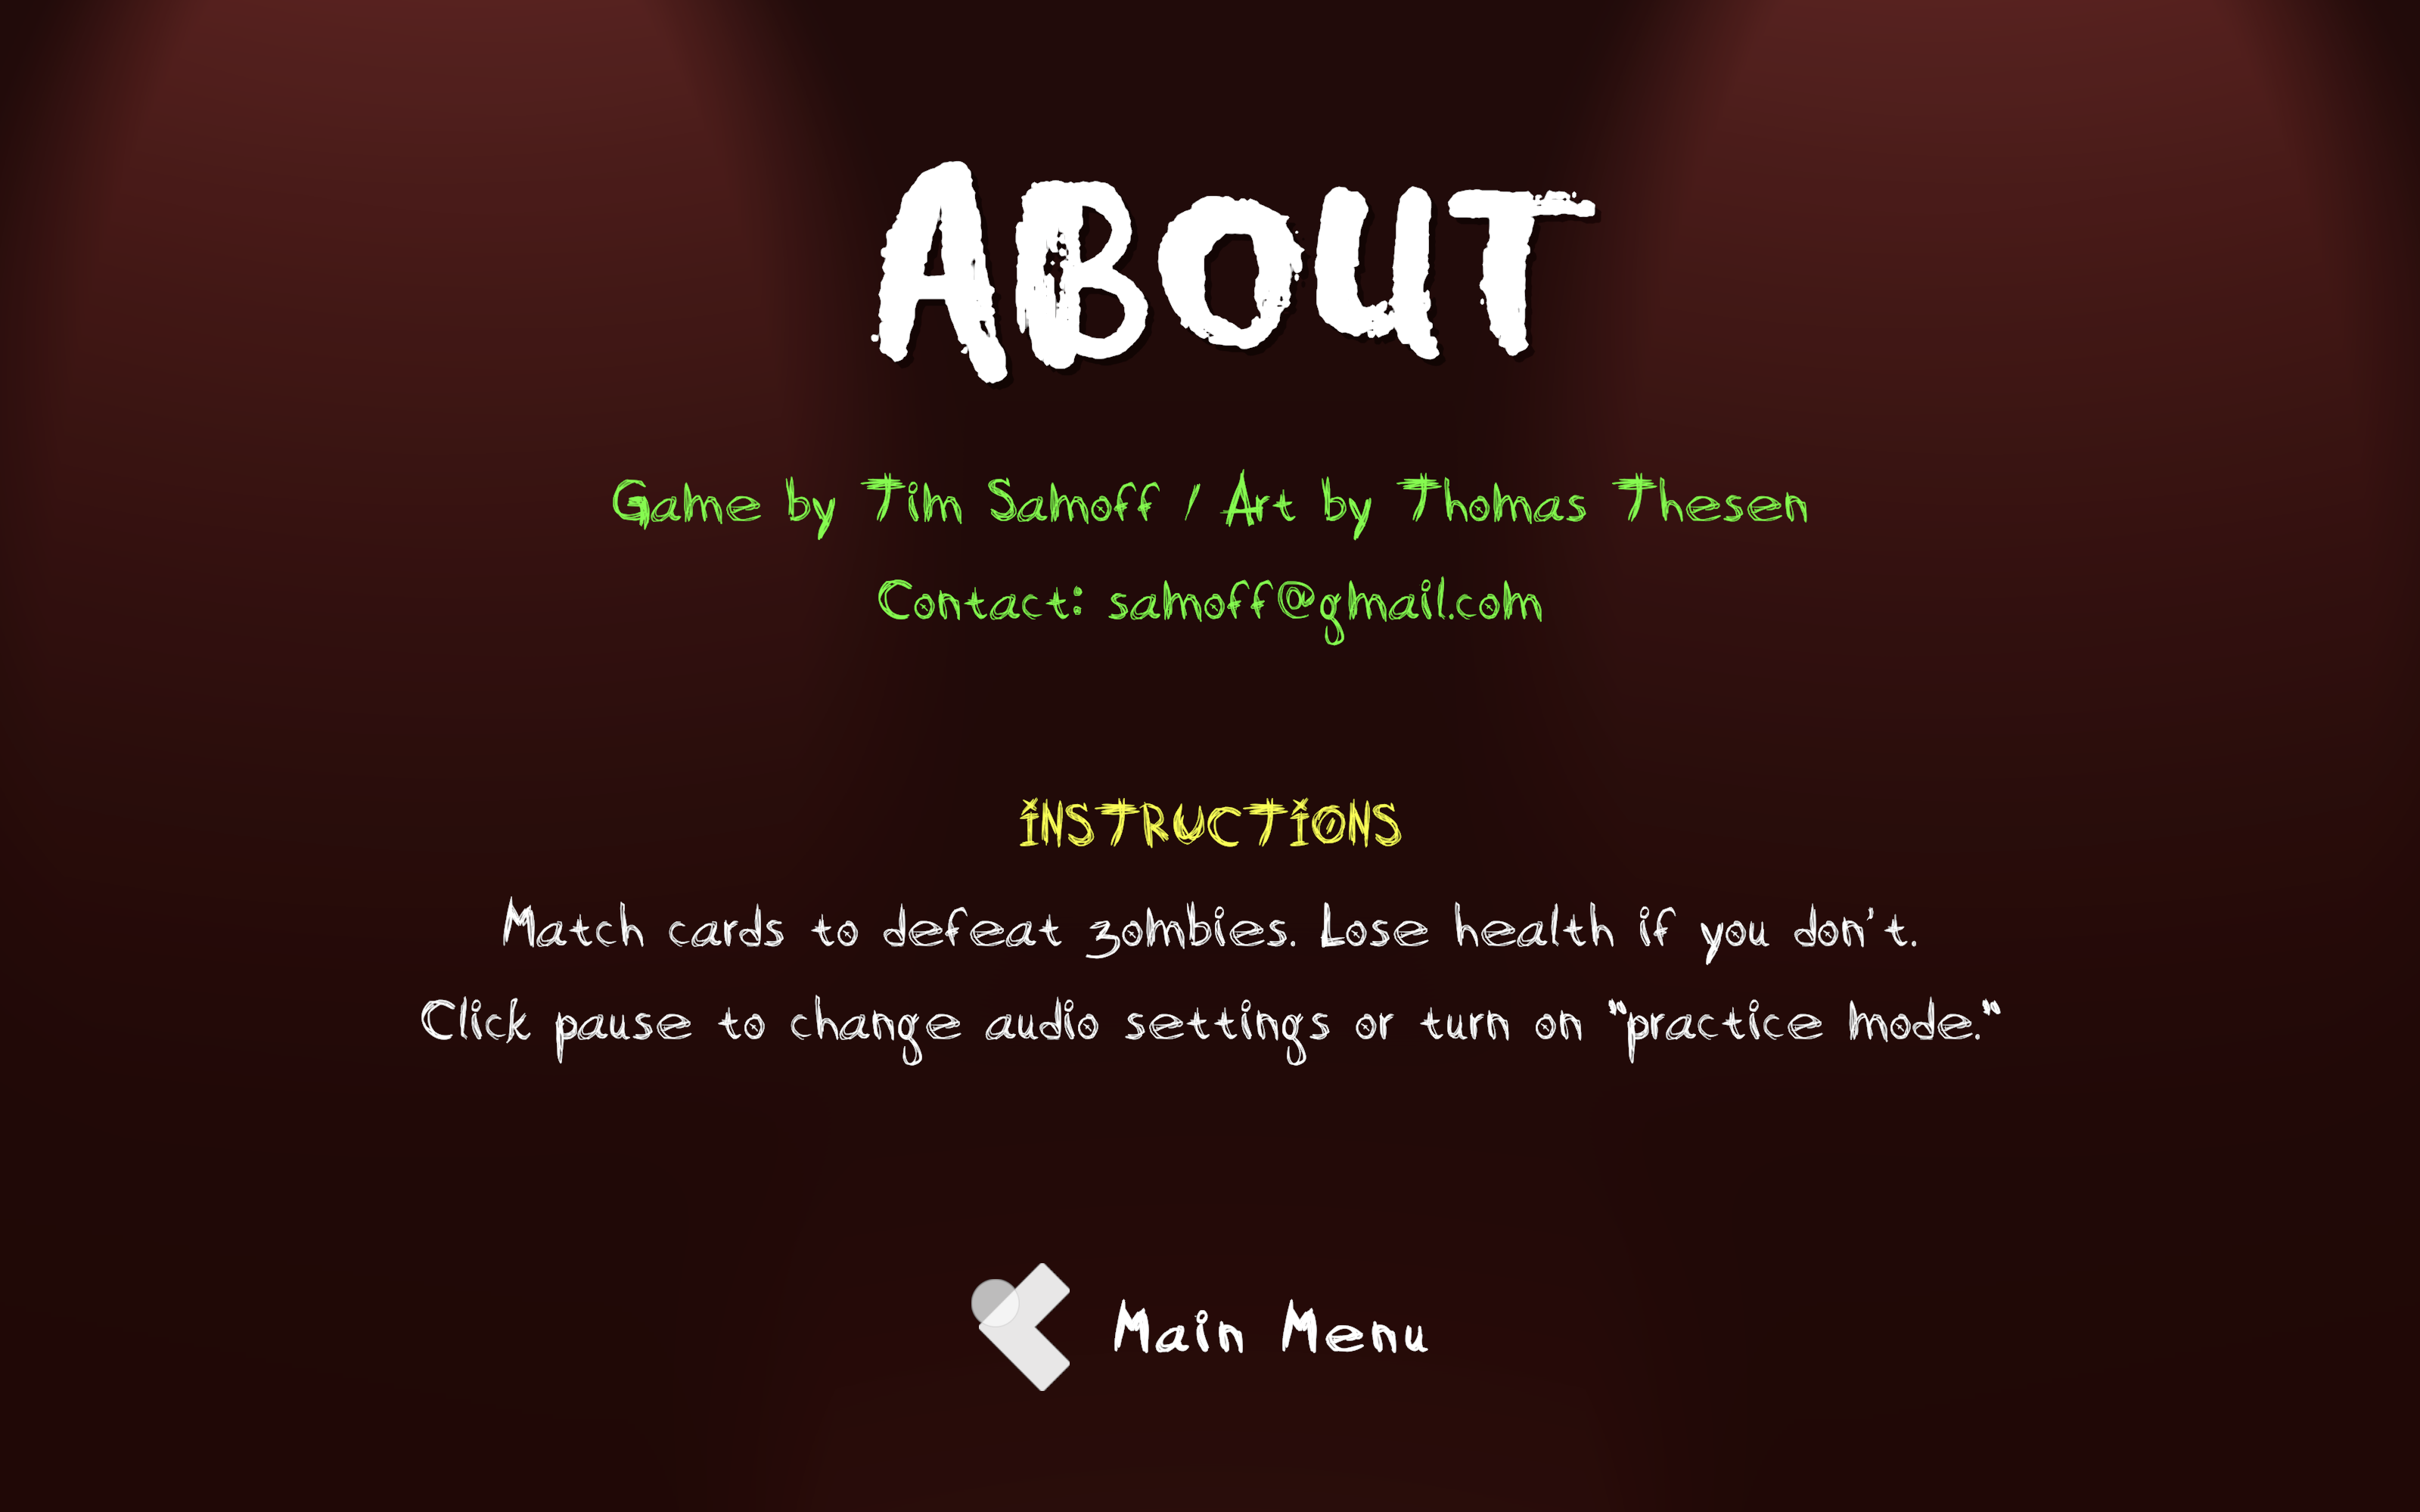 ABOUT
Game by Tim Samoff / Art by Thomas Thesen
Contact: samoff@gmail.com
INSTRUCTIONS
Match cards to defeat zombies. Lose health if you don't.
Click pause to change audio settings or turn on "practice mode."
Main Menu